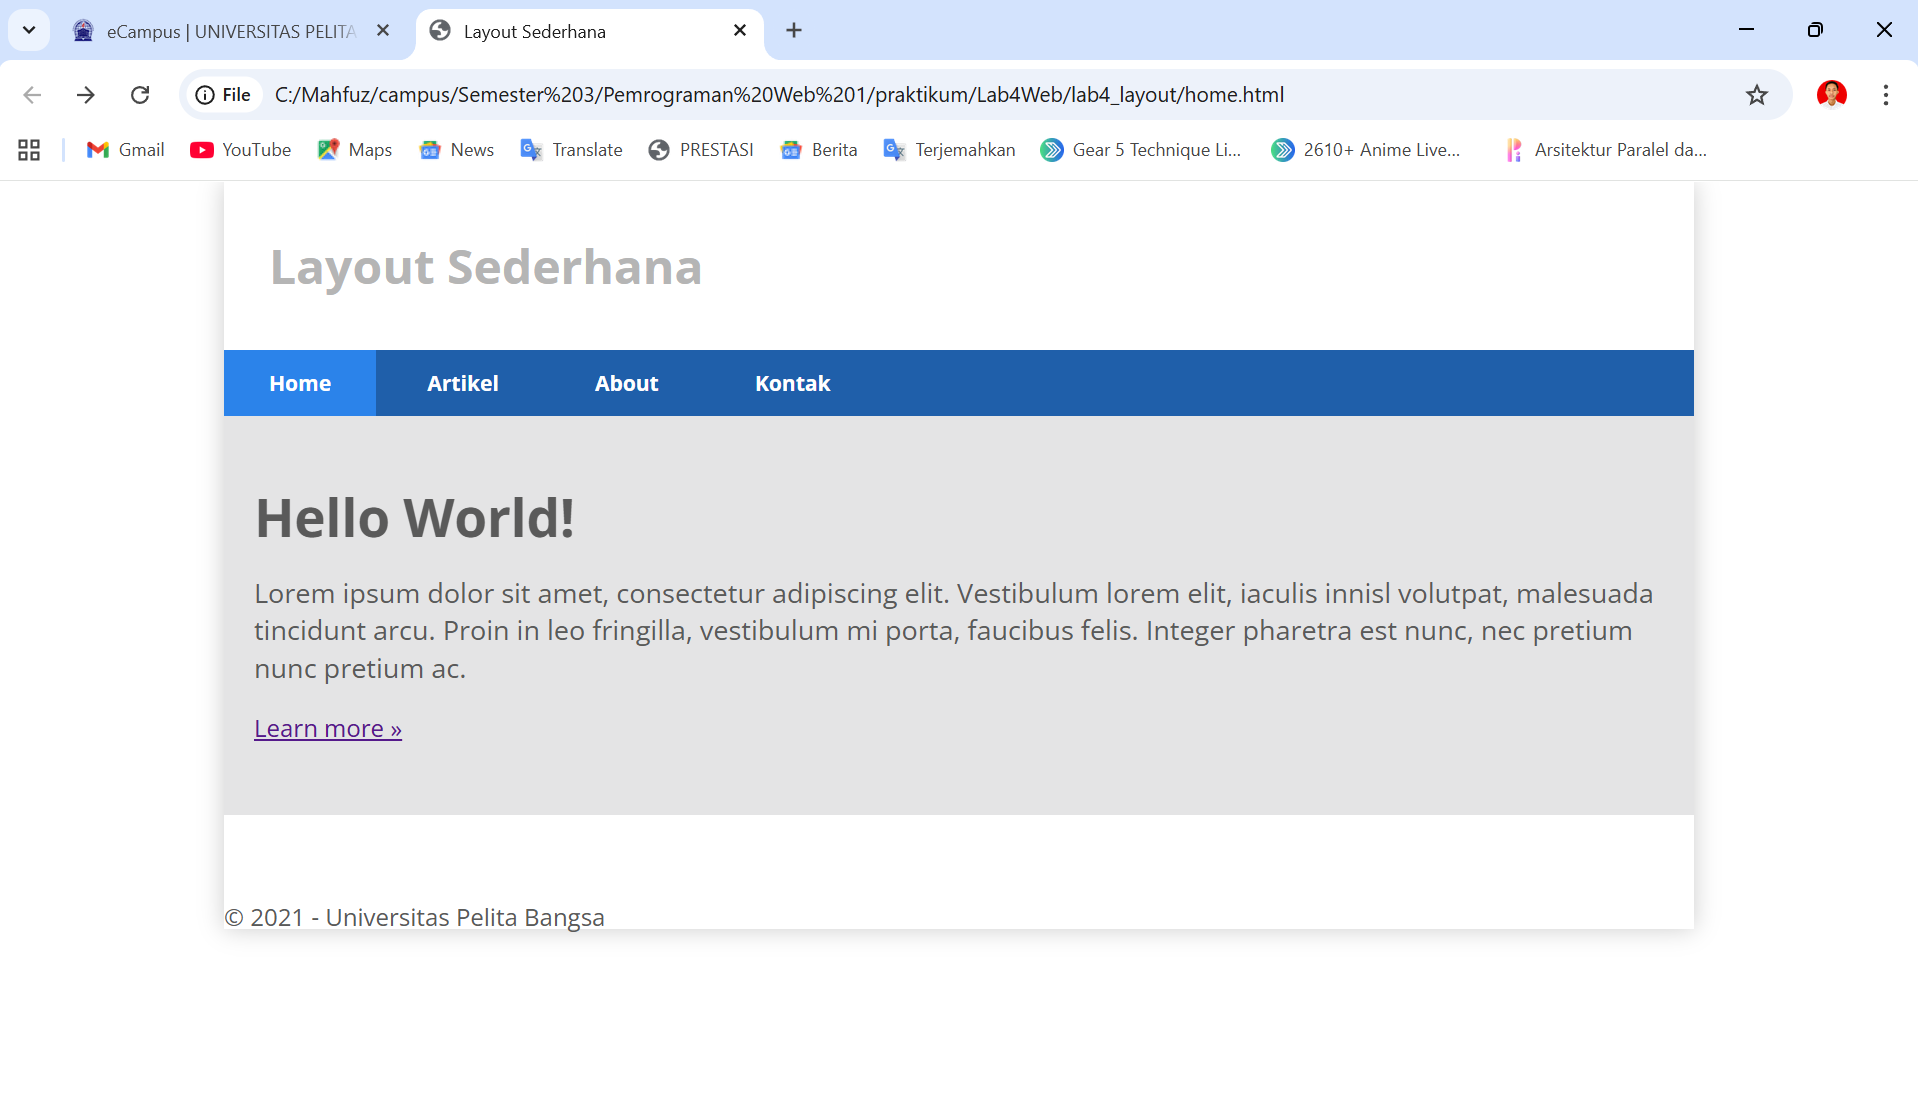 eCampus | UNIVERSITAS PELITA
Layout Sederhana
File
C:/Mahfuz/campus/Semester%203/Pemrograman%20Web%201/praktikum/Lab4Web/lab4_layout/home.html
Gmail
YouTube
Maps
News
Translate
PRESTASI
Berita
Terjemahkan
Gear 5 Technique Li...
2610+ Anime Live...
Arsitektur Paralel da...
Layout Sederhana
Home
Artikel
About
Kontak
Hello World!
Lorem ipsum dolor sit amet, consectetur adipiscing elit. Vestibulum lorem elit, iaculis innisl volutpat, malesuada
tincidunt arcu. Proin in leo fringilla, vestibulum mi porta, faucibus felis. Integer pharetra est nunc, nec pretium
nunc pretium ac.
Learn more »
© 2021 - Universitas Pelita Bangsa